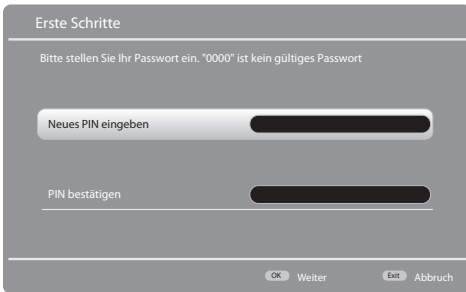 Erste Schritte
Bitte stellen Sie Ihr Passwort ein. "0000" ist kein gültiges Passwort
Neues PIN eingeben
PIN bestätigen
OK Weiter Exit Abbruch